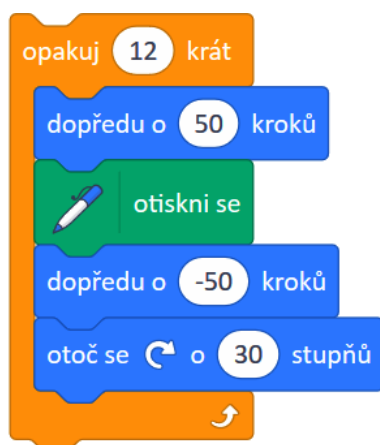 opakuj 12 krát
dopředu o 50 kroků
otiskni se
dopředu o -50 kroků
otoč se o 30 stupňů